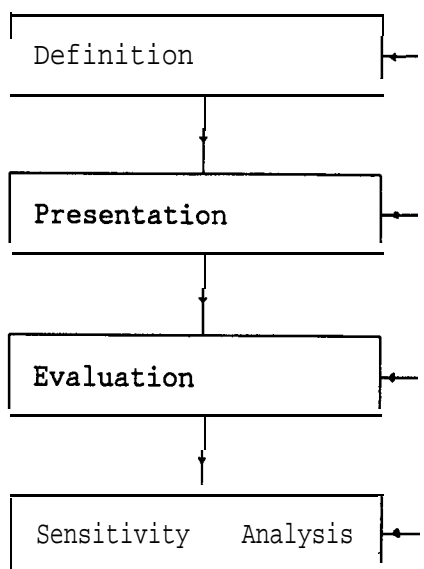 Definition
Presentation
Evaluation
Sensitivity Analysis